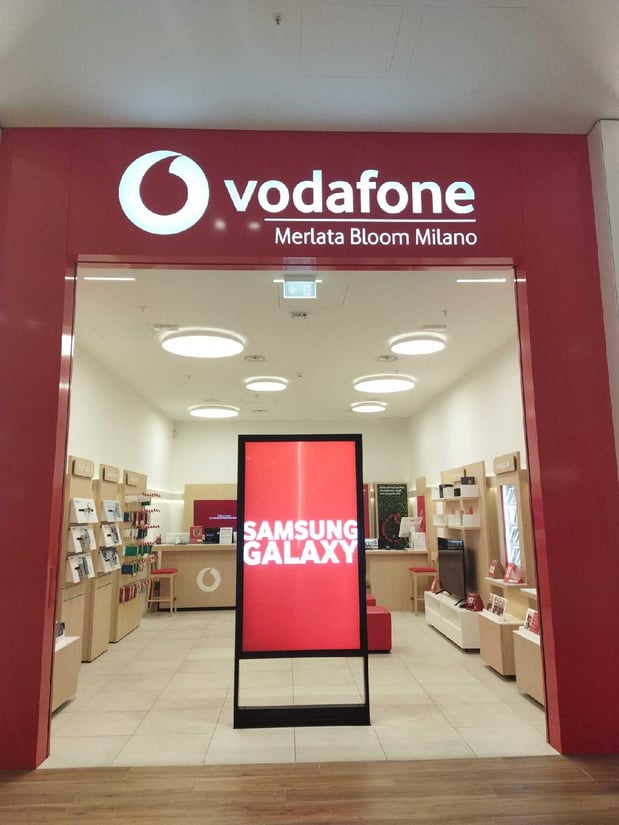 vodafone
Merlata Bloom Milano
SAMSUNG
GALAXY